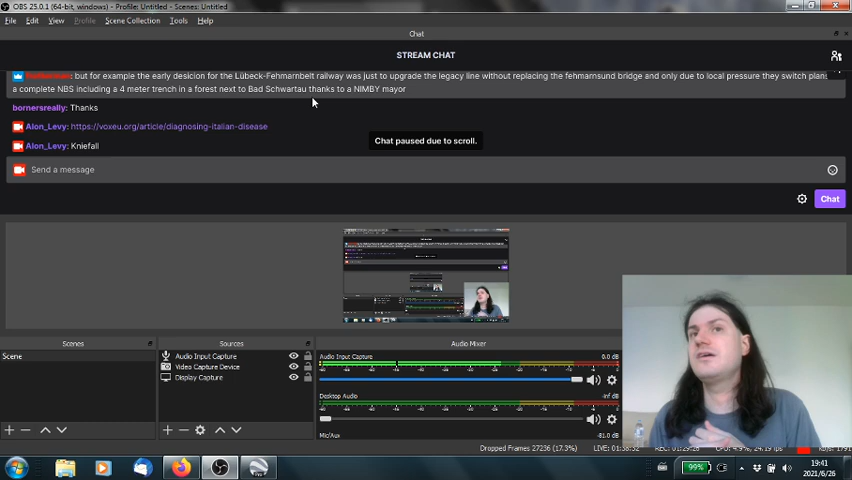 OBS 25.0.1 (64-bit, windows) - Profile: Untitled - Scenes: Untitled
File Edit View Profile Scene Collection Tools Help
Chat
STREAM CHAT
but for example the early desicion for the Lübeck-Fehmarnbelt railway was just to upgrade the legacy line without replacing the fehmarnsund bridge and only due to local pressure they switch plans
a complete NBS including a 4 meter trench in a forest next to Bad Schwartau thanks to a NIMBY mayor
bornersreally: Thanks
Alon_Levy: https://voxeu.org/article/diagnosing-italian-disease
Chat paused due to scroll.
Alon_Levy: Kniefall
Send a message
Chat
Scenes
Sources
Audio Mixer
Scene
Audio Input Capture
Video Capture Device
Display Capture
Audio Input Capture 0.0 dB
Desktop Audio -inf dB
Mic/Aux -81.0 dB
Dropped Frames 27236 (17.3%)
99%
19:41
2021/6/26